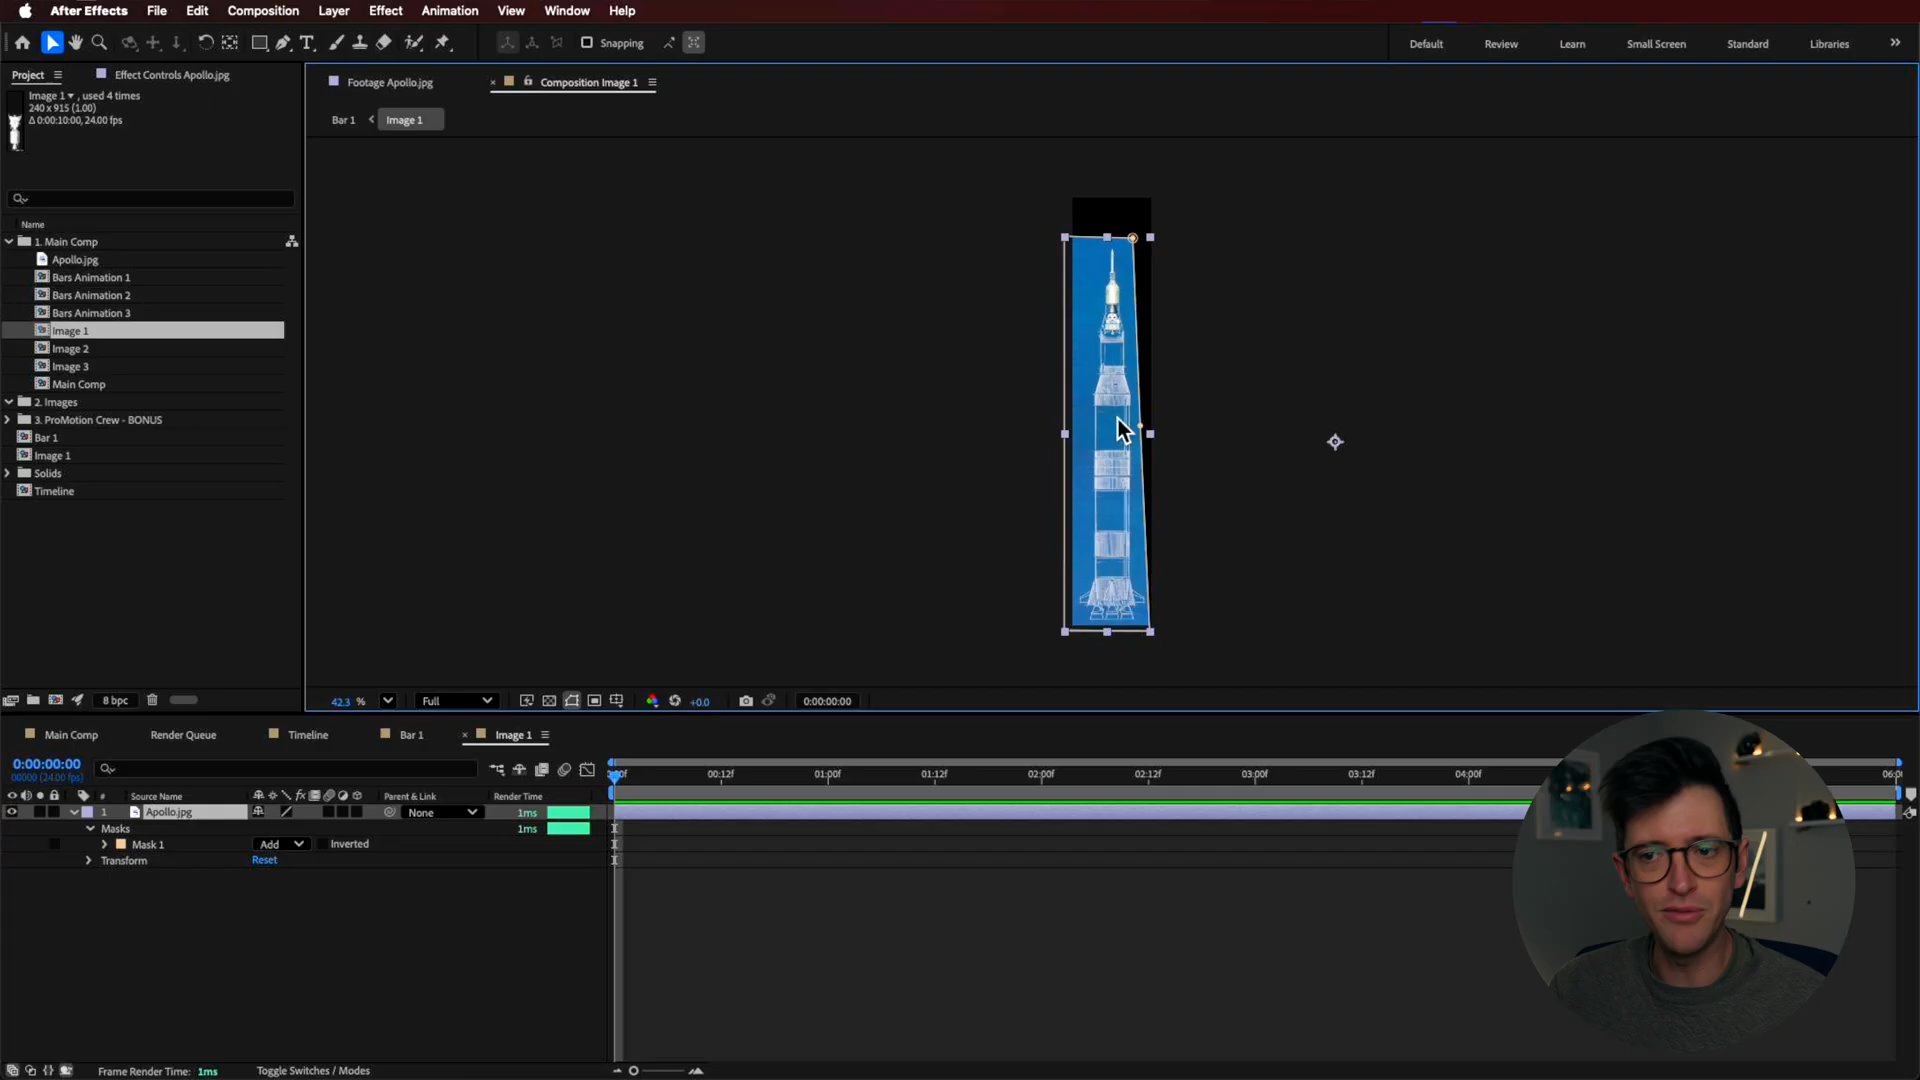 After Effects File Edit Composition Layer Effect Animation View Window Help
Snapping Default Review Learn Small Screen Standard Libraries
Project Effect Controls Apollo.jpg
Image 1 , used 4 times
240 x 915 (1.00)
Δ 0:00:10:00, 24.00 fps
Name
1. Main Comp
Apollo.jpg
Bars Animation 1
Bars Animation 2
Bars Animation 3
Image 1
Image 2
Image 3
Main Comp
2. Images
3. ProMotion Crew - BONUS
Bar 1
Image 1
Solids
Timeline
8 bpc
Footage Apollo.jpg Composition Image 1
Bar 1 Image 1
42.3 % Full +0.0 0:00:00:00
Main Comp Render Queue Timeline Bar 1 Image 1
0:00:00:00
00000 (24.00 fps)
00:12f 01:00f 01:12f 02:00f 02:12f 03:00f 03:12f 04:00f
# Source Name Parent & Link Render Time
1 Apollo.jpg None 1ms
Masks 1ms
Mask 1 Add Inverted
Transform Reset
Frame Render Time: 1ms Toggle Switches / Modes